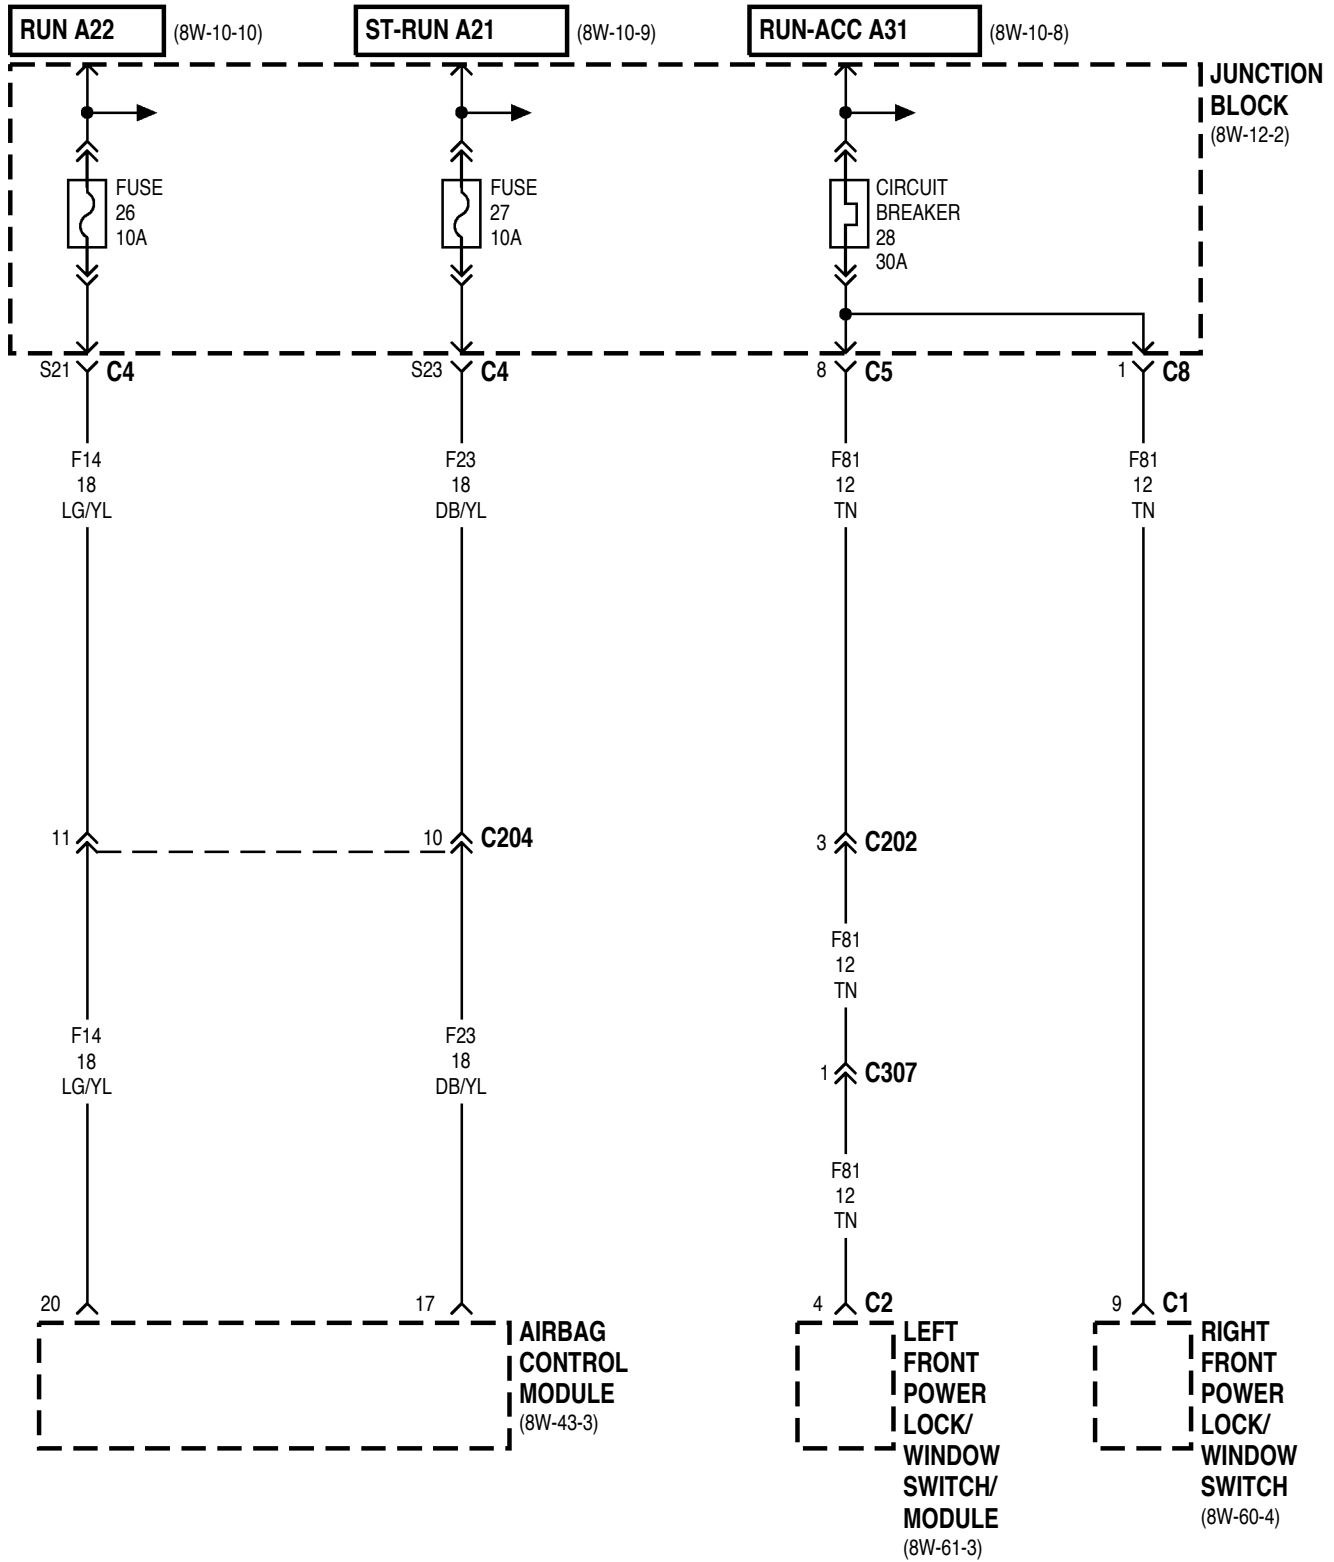 RUN A22 (8W-10-10)
ST-RUN A21 (8W-10-9)
RUN-ACC A31 (8W-10-8)
JUNCTION
BLOCK
(8W-12-2)
FUSE
26
10A
FUSE
27
10A
CIRCUIT
BREAKER
28
30A
S21 C4
S23 C4
8 C5
1 C8
F14
18
LG/YL
F23
18
DB/YL
F81
12
TN
F81
12
TN
11
10 C204
3 C202
F81
12
TN
F14
18
LG/YL
F23
18
DB/YL
1 C307
F81
12
TN
20
17
4 C2
9 C1
AIRBAG
CONTROL
MODULE
(8W-43-3)
LEFT
FRONT
POWER
LOCK/
WINDOW
SWITCH/
MODULE
(8W-61-3)
RIGHT
FRONT
POWER
LOCK/
WINDOW
SWITCH
(8W-60-4)